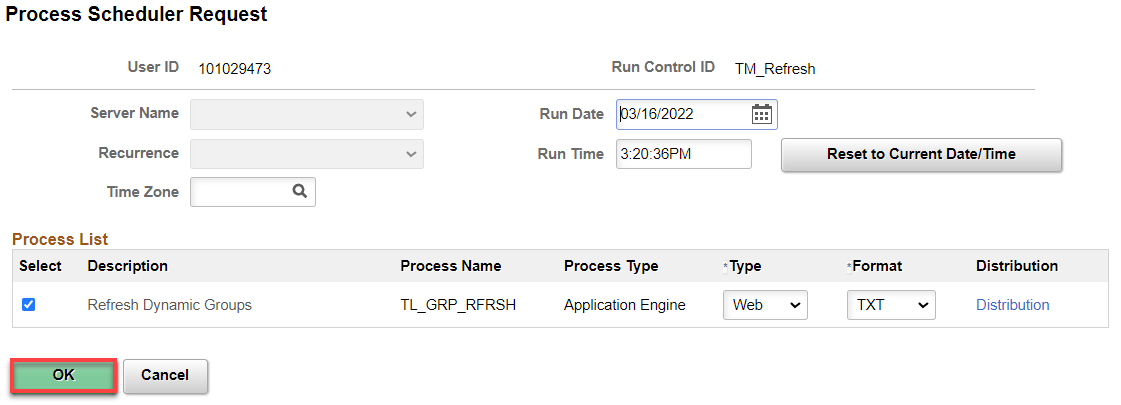 Process Scheduler Request
User ID 101029473 Run Control ID TM_Refresh
Server Name Run Date 03/16/2022
Recurrence Run Time 3:20:36PM Reset to Current Date/Time
Time Zone
Process List
Select Description Process Name Process Type *Type *Format Distribution
Refresh Dynamic Groups TL_GRP_RFRSH Application Engine Web TXT Distribution
OK Cancel